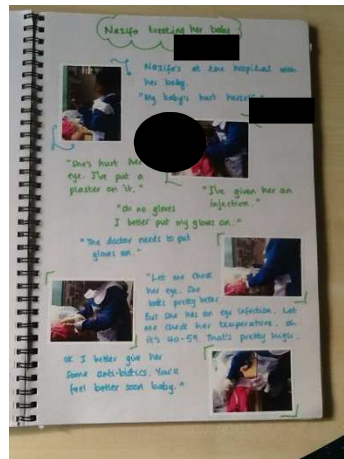 Nazifa treating her baby
Nazifa's at the hospital with
her baby.
"My baby's hurt herself
"She's hurt her
eye. I've put a
plaster on it."
"I've given her an
injection."
"Oh no gloves
I better put my gloves on."
"The doctor needs to put
gloves on."
"Let me check
her eye. She
looks pretty better
But she has an eye infection. Let
me check her temperature. Oh
it's 40-59. That's pretty high.
OK I better give her
some anti-biotics. You'll
feel better soon baby."